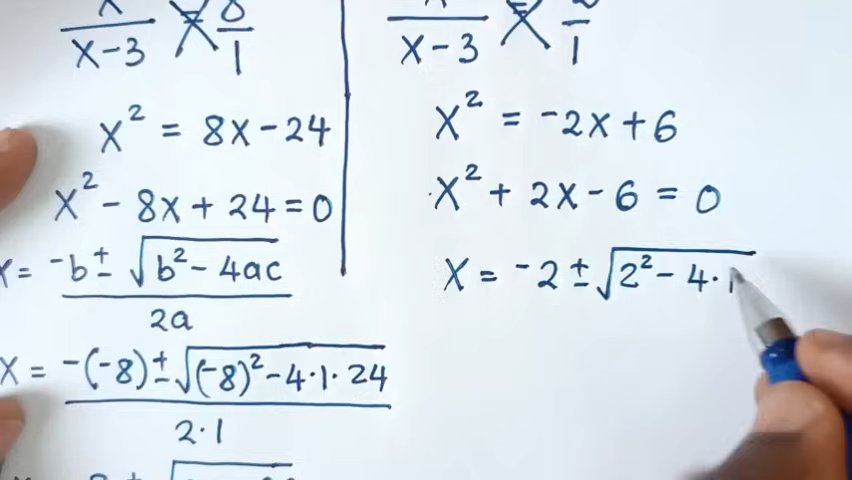 x/(x-3) = 8/1
x² = 8x - 24
x² - 8x + 24 = 0
x = (-b ± √(b² - 4ac))/2a
x = (-(-8) ± √((-8)² - 4·1·24))/(2·1)
x/(x-3) = /1
x² = -2x + 6
x² + 2x - 6 = 0
x = -2 ± √(2² - 4·1